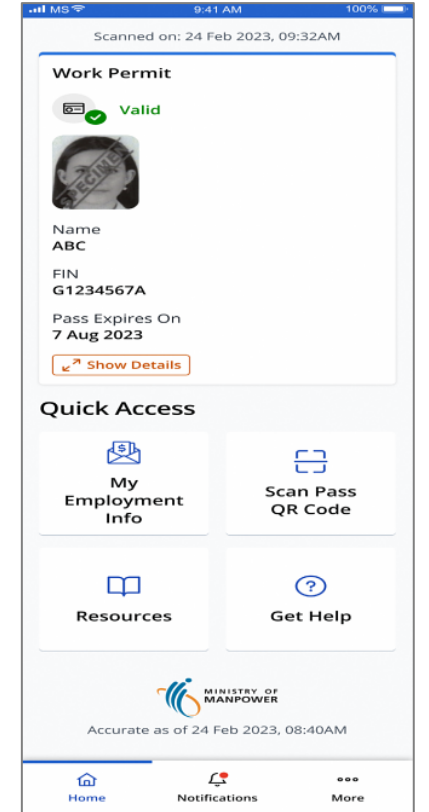 MS 9:41 AM 100%
Scanned on: 24 Feb 2023, 09:32AM
Work Permit
Valid
SPECIMEN
Name
ABC
FIN
G1234567A
Pass Expires On
7 Aug 2023
Show Details
Quick Access
My
Employment
Info
Scan Pass
QR Code
Resources
Get Help
MINISTRY OF
MANPOWER
Accurate as of 24 Feb 2023, 08:40AM
Home Notifications More